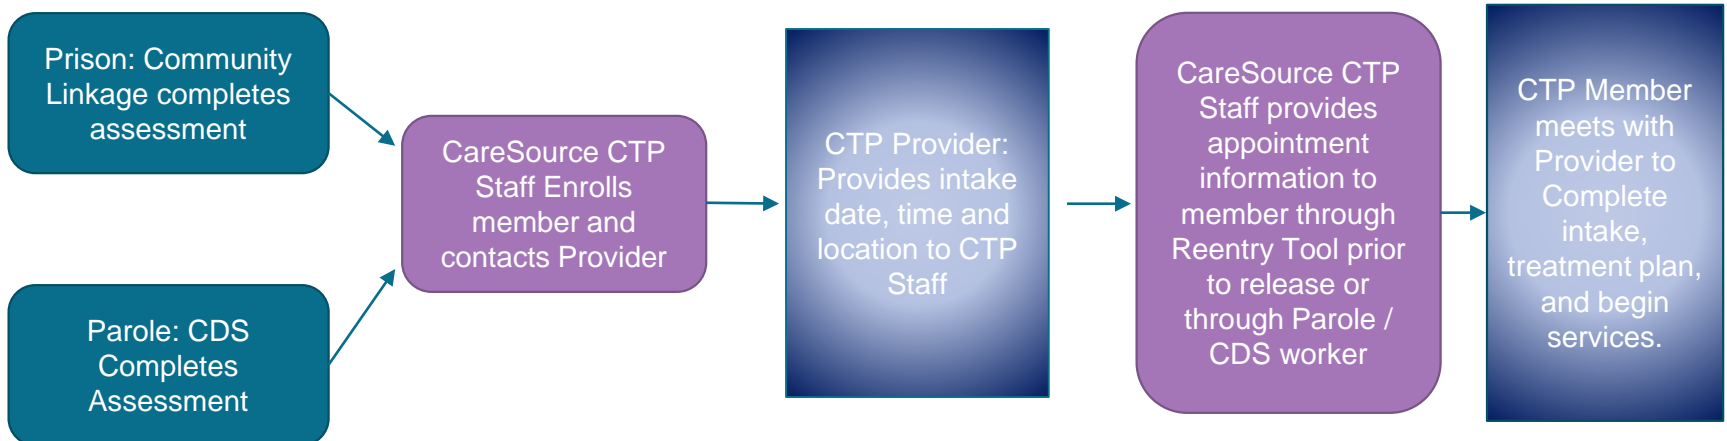 Prison: Community
Linkage completes
assessment
Parole: CDS
Completes
Assessment
CareSource CTP
Staff Enrolls
member and
contacts Provider
CTP Provider:
Provides intake
date, time and
location to CTP
Staff
CareSource CTP
Staff provides
appointment
information to
member through
Reentry Tool prior
to release or
through Parole /
CDS worker
CTP Member
meets with
Provider to
Complete
intake,
treatment plan,
and begin
services.